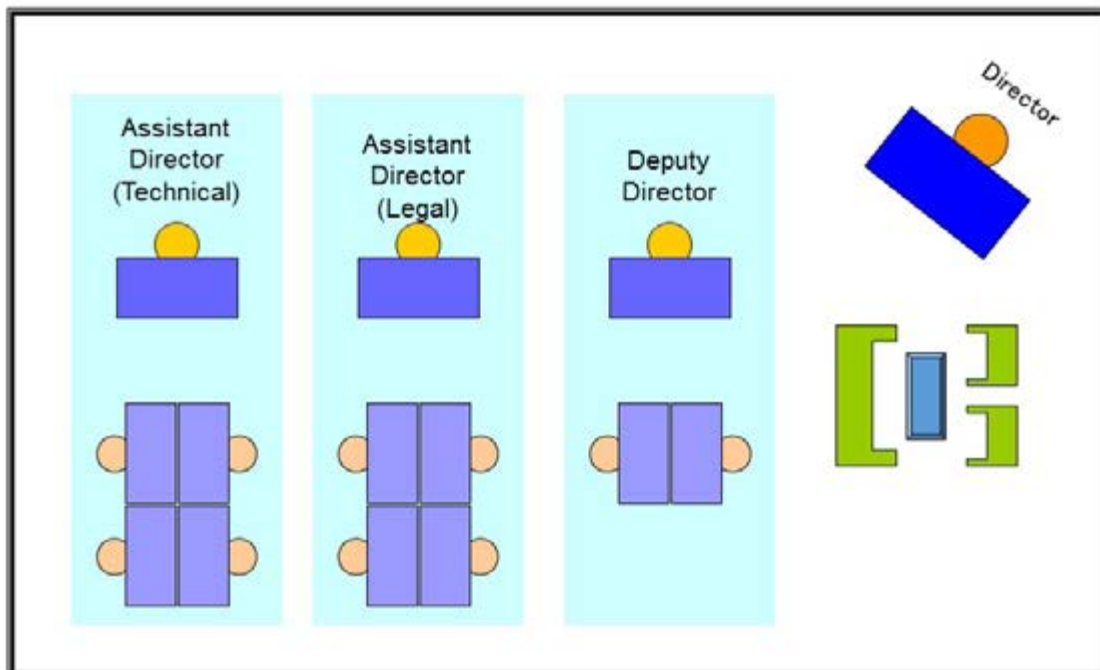 Assistant
Director
(Technical)
Assistant
Director
(Legal)
Deputy
Director
Director